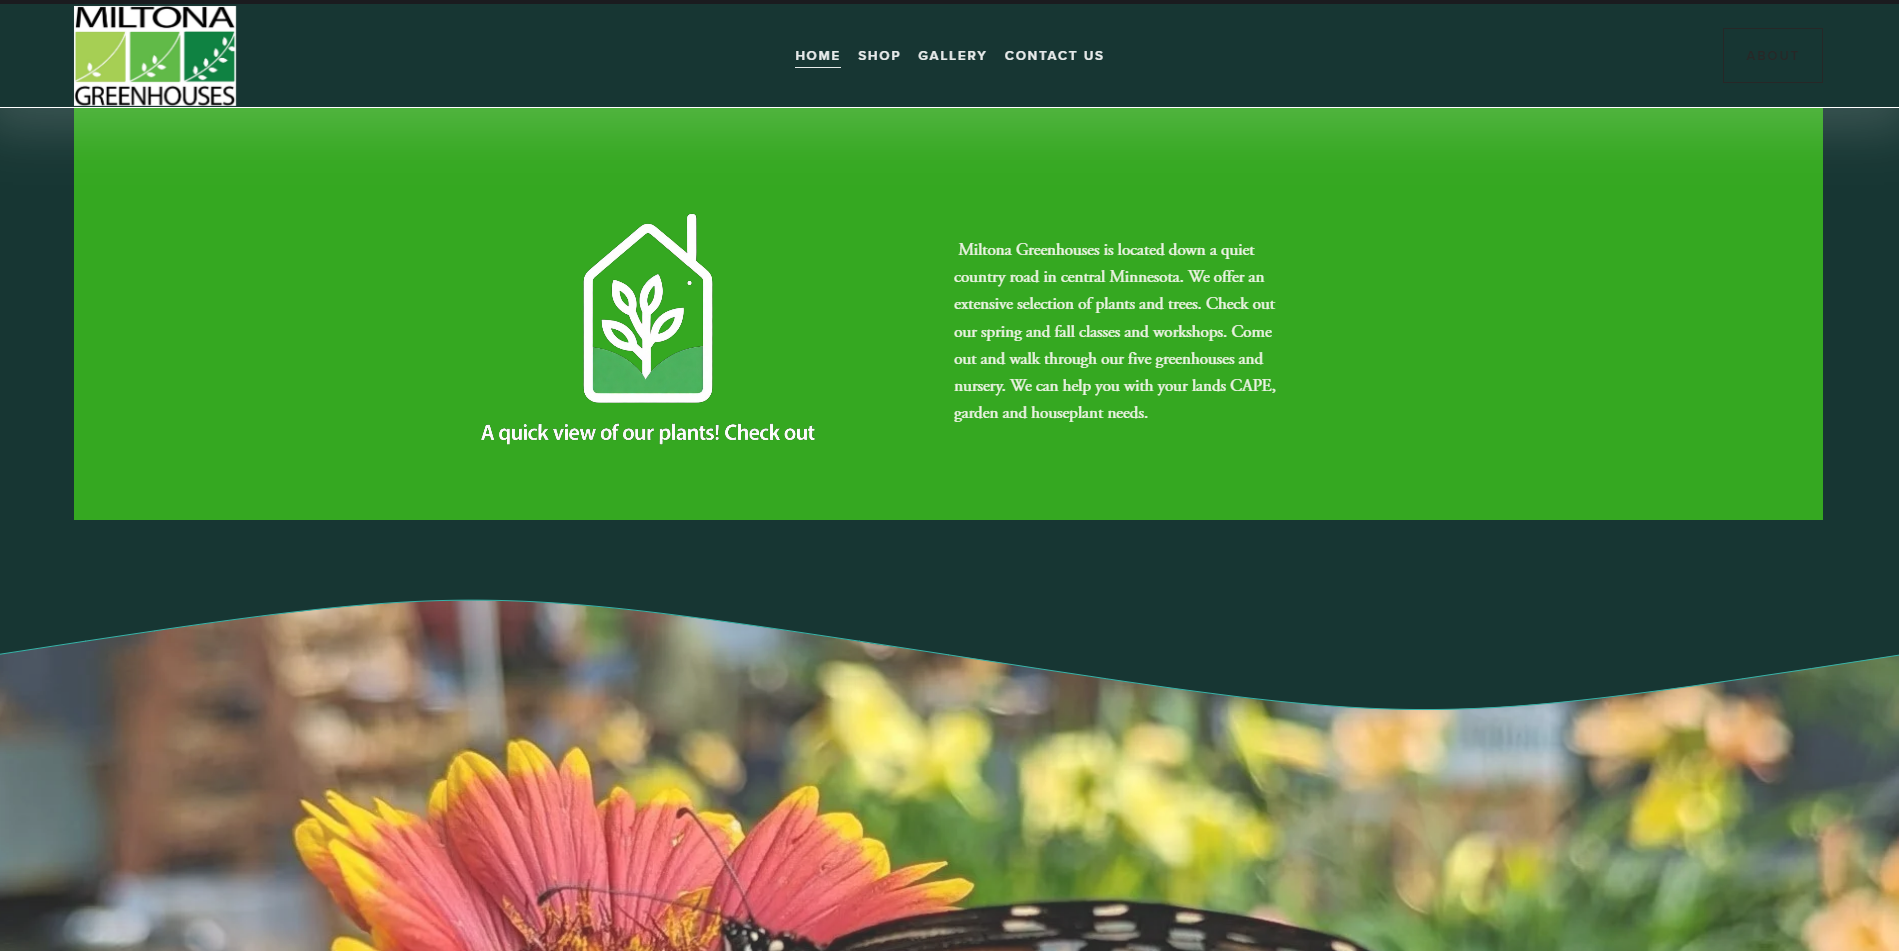 MILTONA
GREENHOUSES
HOME SHOP GALLERY CONTACT US
ABOUT
Miltona Greenhouses is located down a quiet
country road in central Minnesota. We offer an
extensive selection of plants and trees. Check out
our spring and fall classes and workshops. Come
out and walk through our five greenhouses and
nursery. We can help you with your lands CAPE,
garden and houseplant needs.
A quick view of our plants! Check out